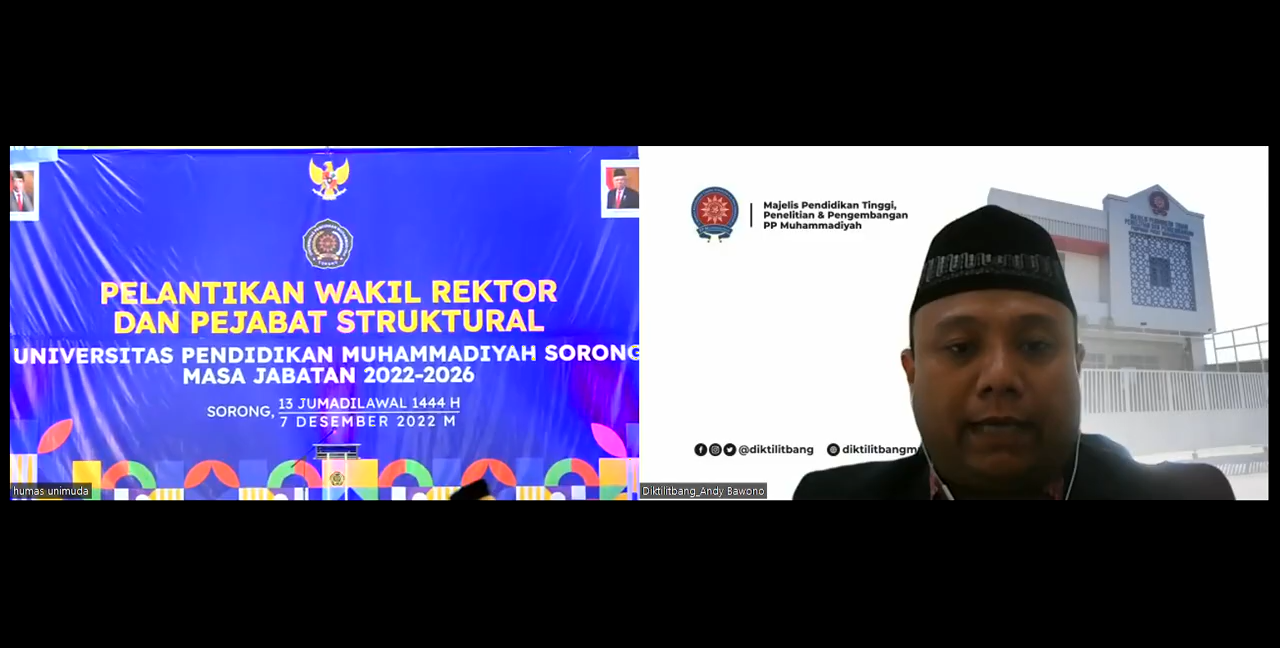 PELANTIKAN WAKIL REKTOR
DAN PEJABAT STRUKTURAL
UNIVERSITAS PENDIDIKAN MUHAMMADIYAH SORONG
MASA JABATAN 2022-2026
SORONG, 13 JUMADILAWAL 1444 H
7 DESEMBER 2022 M
humas unimuda
Majelis Pendidikan Tinggi,
Penelitian & Pengembangan
PP Muhammadiyah
@diktilitbang diktilitbangm
Diktilitbang_Andy Bawono